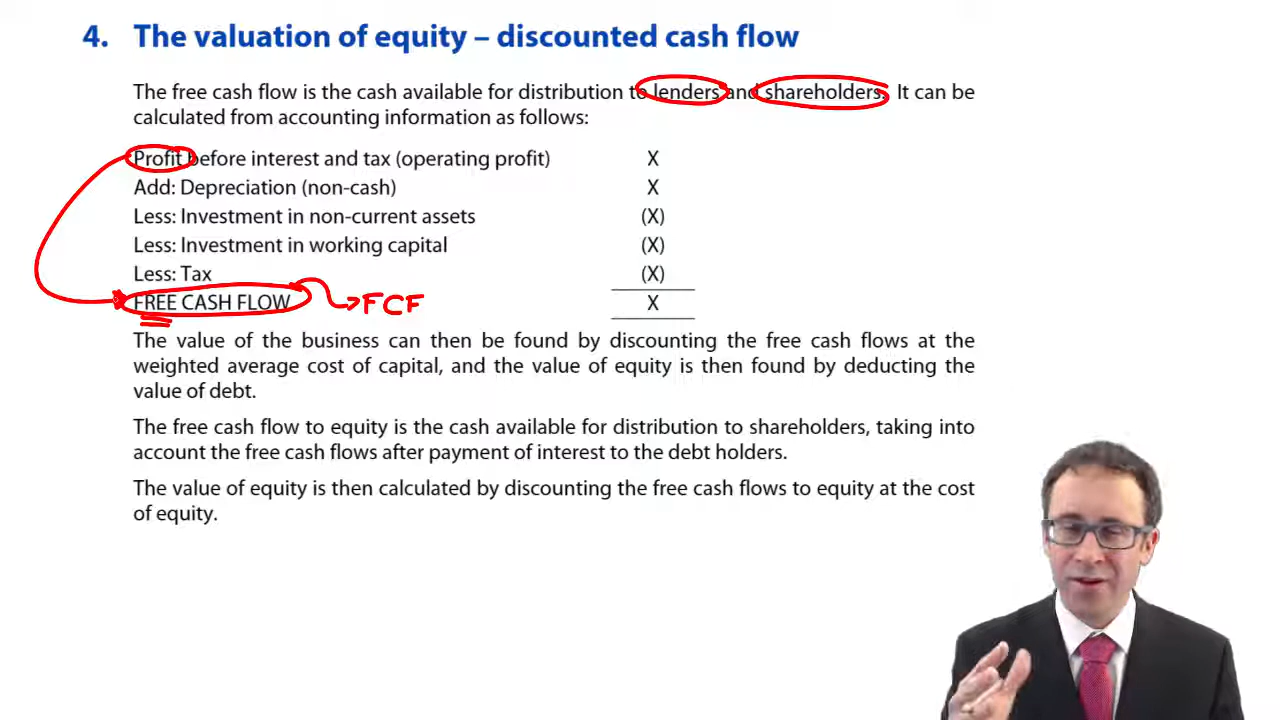 4. The valuation of equity – discounted cash flow
The free cash flow is the cash available for distribution to lenders and shareholders. It can be
calculated from accounting information as follows:
Profit before interest and tax (operating profit) X
Add: Depreciation (non-cash) X
Less: Investment in non-current assets (X)
Less: Investment in working capital (X)
Less: Tax (X)
FREE CASH FLOW FCF X
The value of the business can then be found by discounting the free cash flows at the
weighted average cost of capital, and the value of equity is then found by deducting the
value of debt.
The free cash flow to equity is the cash available for distribution to shareholders, taking into
account the free cash flows after payment of interest to the debt holders.
The value of equity is then calculated by discounting the free cash flows to equity at the cost
of equity.